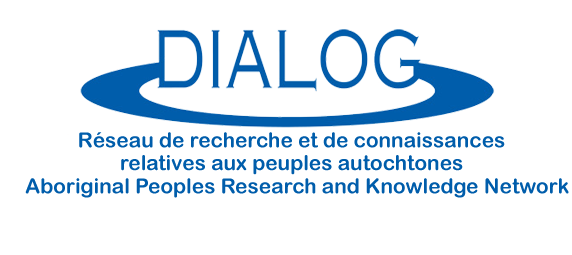 DIALOG
Réseau de recherche et de connaissances
relatives aux peuples autochtones
Aboriginal Peoples Research and Knowledge Network